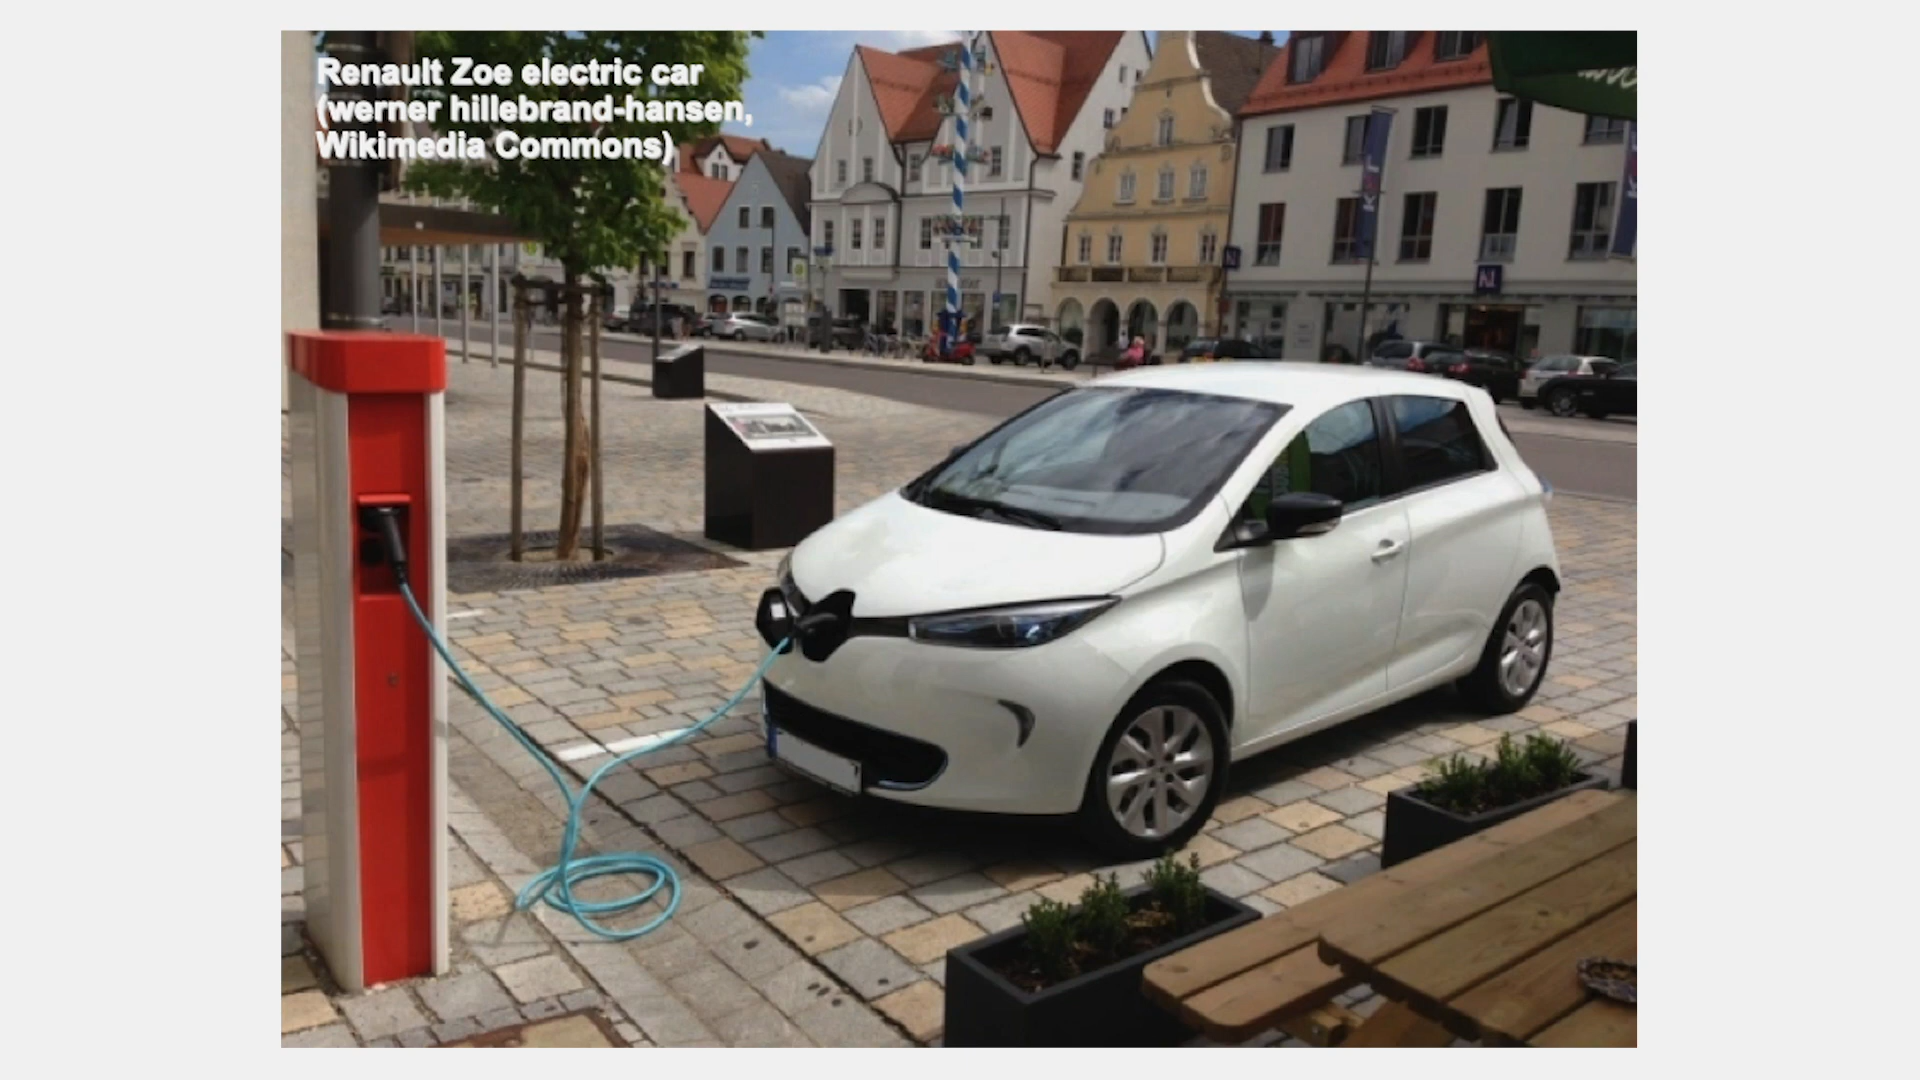 Renault Zoe electric car
(werner hillebrand-hansen,
Wikimedia Commons)